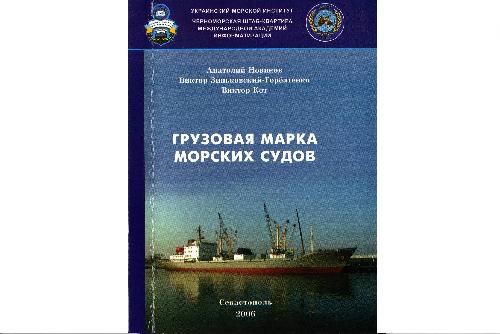 УКРАИНСКИЙ МОРСКОЙ ИНСТИТУТ
ЧЕРНОМОРСКАЯ ШТАБ-КВАРТИРА
МЕЖДУНАРОДНОЙ АКАДЕМИИ
ИНФОРМАТИЗАЦИИ
Анатолий Новиков
Виктор Зиньковский-Горбатенко
Виктор Кот
ГРУЗОВАЯ МАРКА
МОРСКИХ СУДОВ
Севастополь
2006